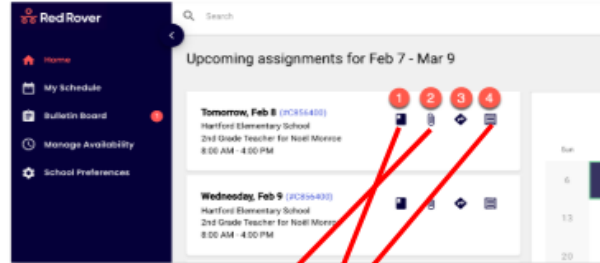 Red Rover
Search
Home
My Schedule
Bulletin Board
Manage Availability
School Preferences
Upcoming assignments for Feb 7 - Mar 9
1 2 3 4
Tomorrow, Feb 8 (#C856400)
Hartford Elementary School
2nd Grade Teacher for Noel Monroe
8:00 AM - 4:00 PM
Wednesday, Feb 9 (#C856400)
Hartford Elementary School
2nd Grade Teacher for Noel Monroe
8:00 AM - 4:00 PM
Sun
6
13
20